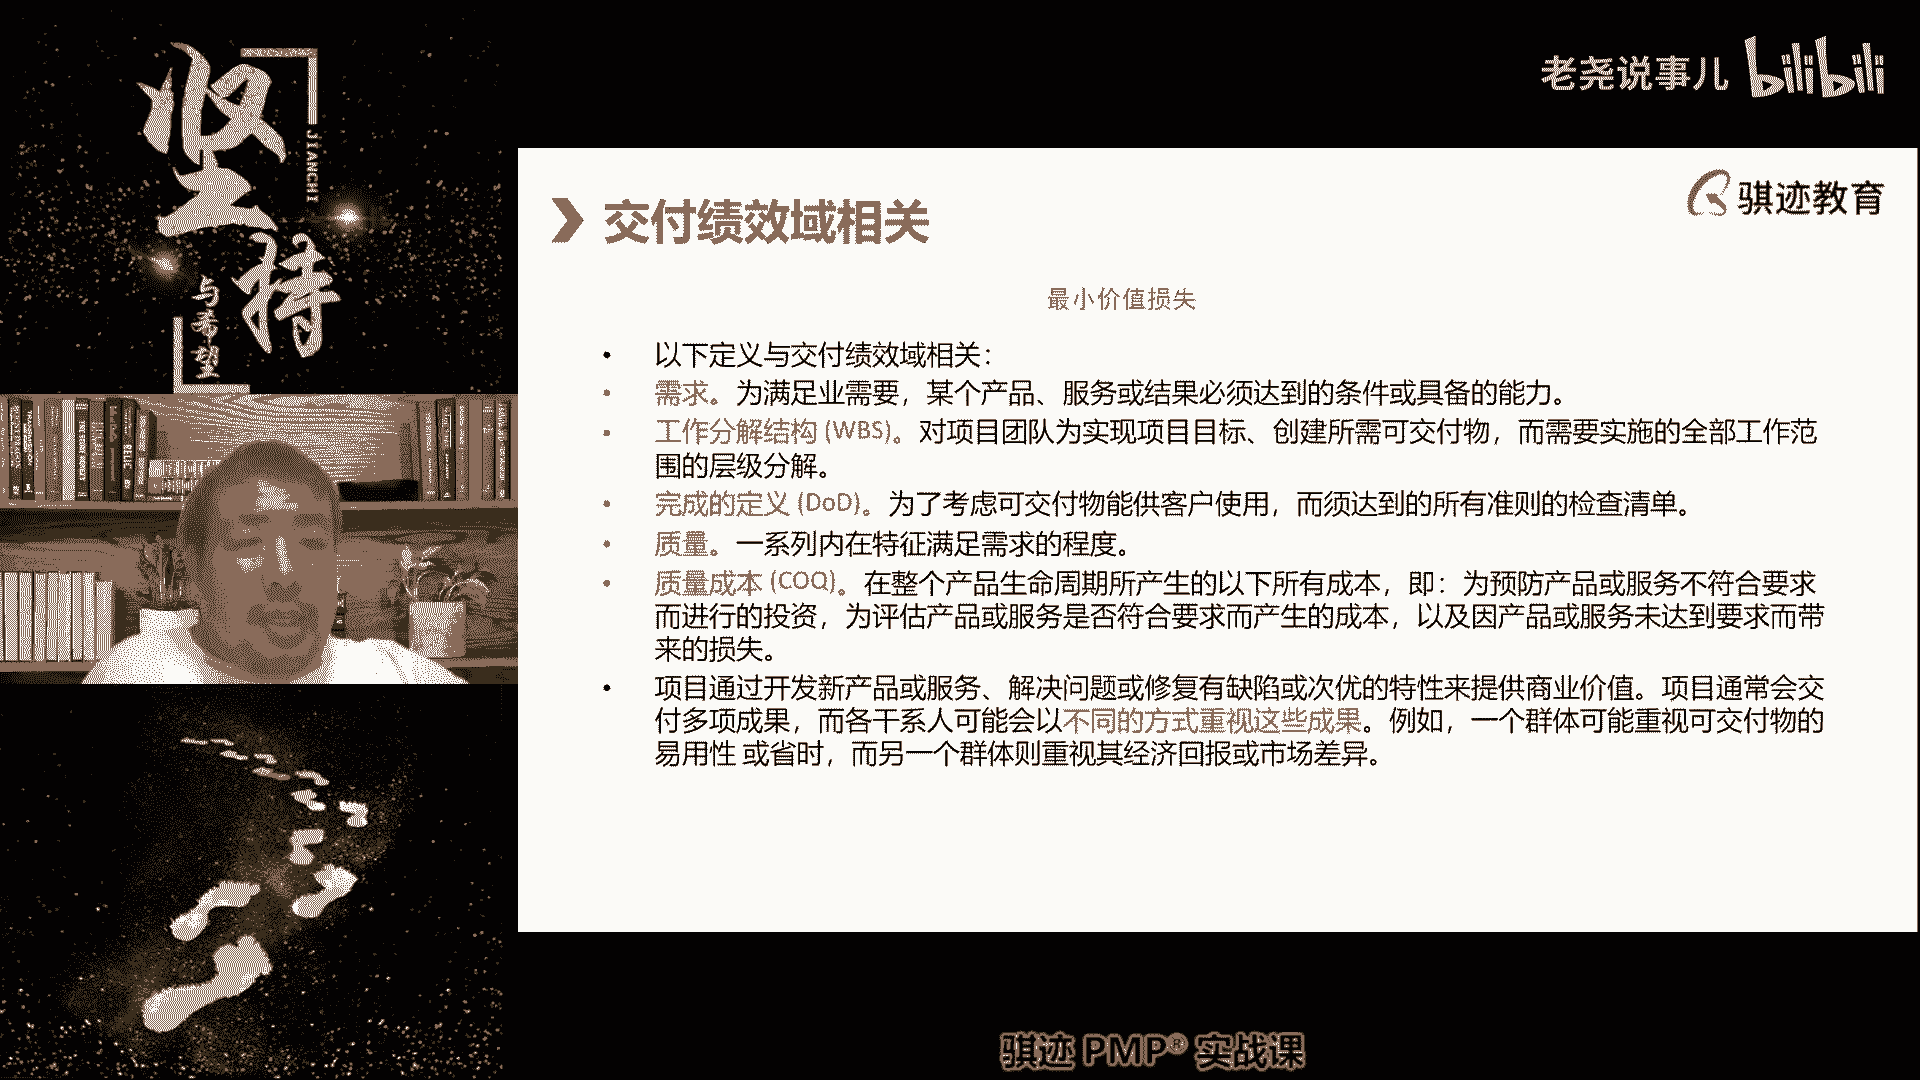 坚持
JIANCHI
与希望
老尧说事儿 bilibili
骐迹教育
交付绩效域相关
最小价值损失
• 以下定义与交付绩效域相关：
• 需求。为满足业需要，某个产品、服务或结果必须达到的条件或具备的能力。
• 工作分解结构 (WBS)。对项目团队为实现项目目标、创建所需可交付物，而需要实施的全部工作范
围的层级分解。
• 完成的定义 (DoD)。为了考虑可交付物能供客户使用，而须达到的所有准则的检查清单。
• 质量。一系列内在特征满足需求的程度。
• 质量成本 (COQ)。在整个产品生命周期所产生的以下所有成本，即：为预防产品或服务不符合要求
而进行的投资，为评估产品或服务是否符合要求而产生的成本，以及因产品或服务未达到要求而带
来的损失。
• 项目通过开发新产品或服务、解决问题或修复有缺陷或次优的特性来提供商业价值。项目通常会交
付多项成果，而各干系人可能会以不同的方式重视这些成果。例如，一个群体可能重视可交付物的
易用性 或省时，而另一个群体则重视其经济回报或市场差异。
骐迹 PMP® 实战课